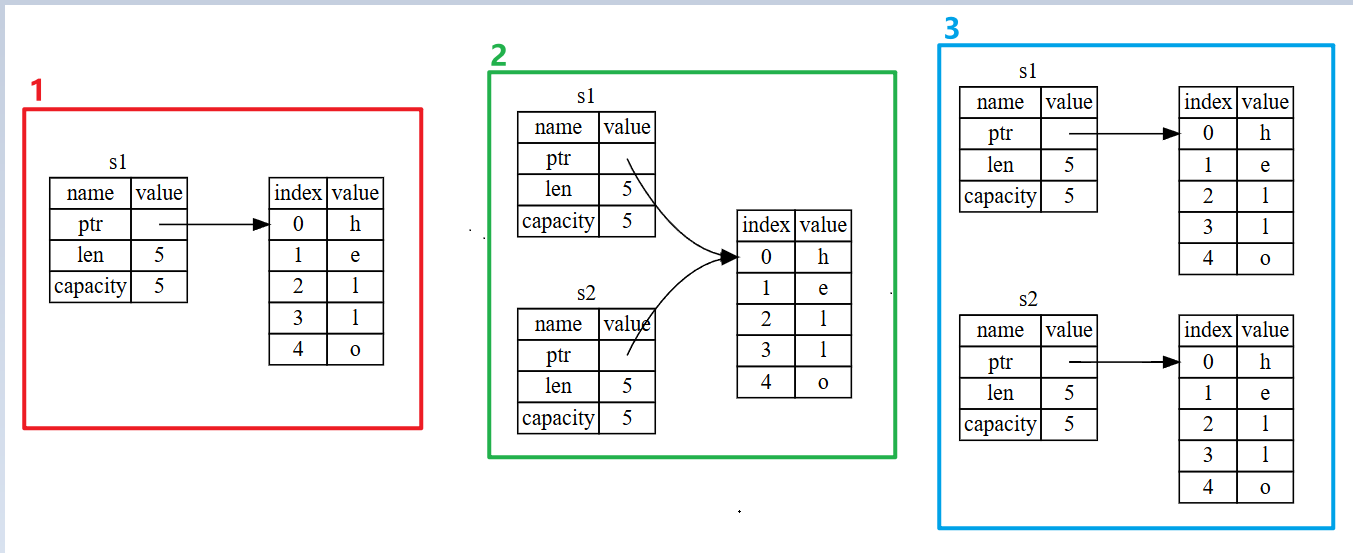 1
s1
name value
ptr
len 5
capacity 5
index value
0 h
1 e
2 l
3 l
4 o
2
s1
name value
ptr
len 5
capacity 5
s2
name value
ptr
len 5
capacity 5
index value
0 h
1 e
2 l
3 l
4 o
3
s1
name value
ptr
len 5
capacity 5
index value
0 h
1 e
2 l
3 l
4 o
s2
name value
ptr
len 5
capacity 5
index value
0 h
1 e
2 l
3 l
4 o